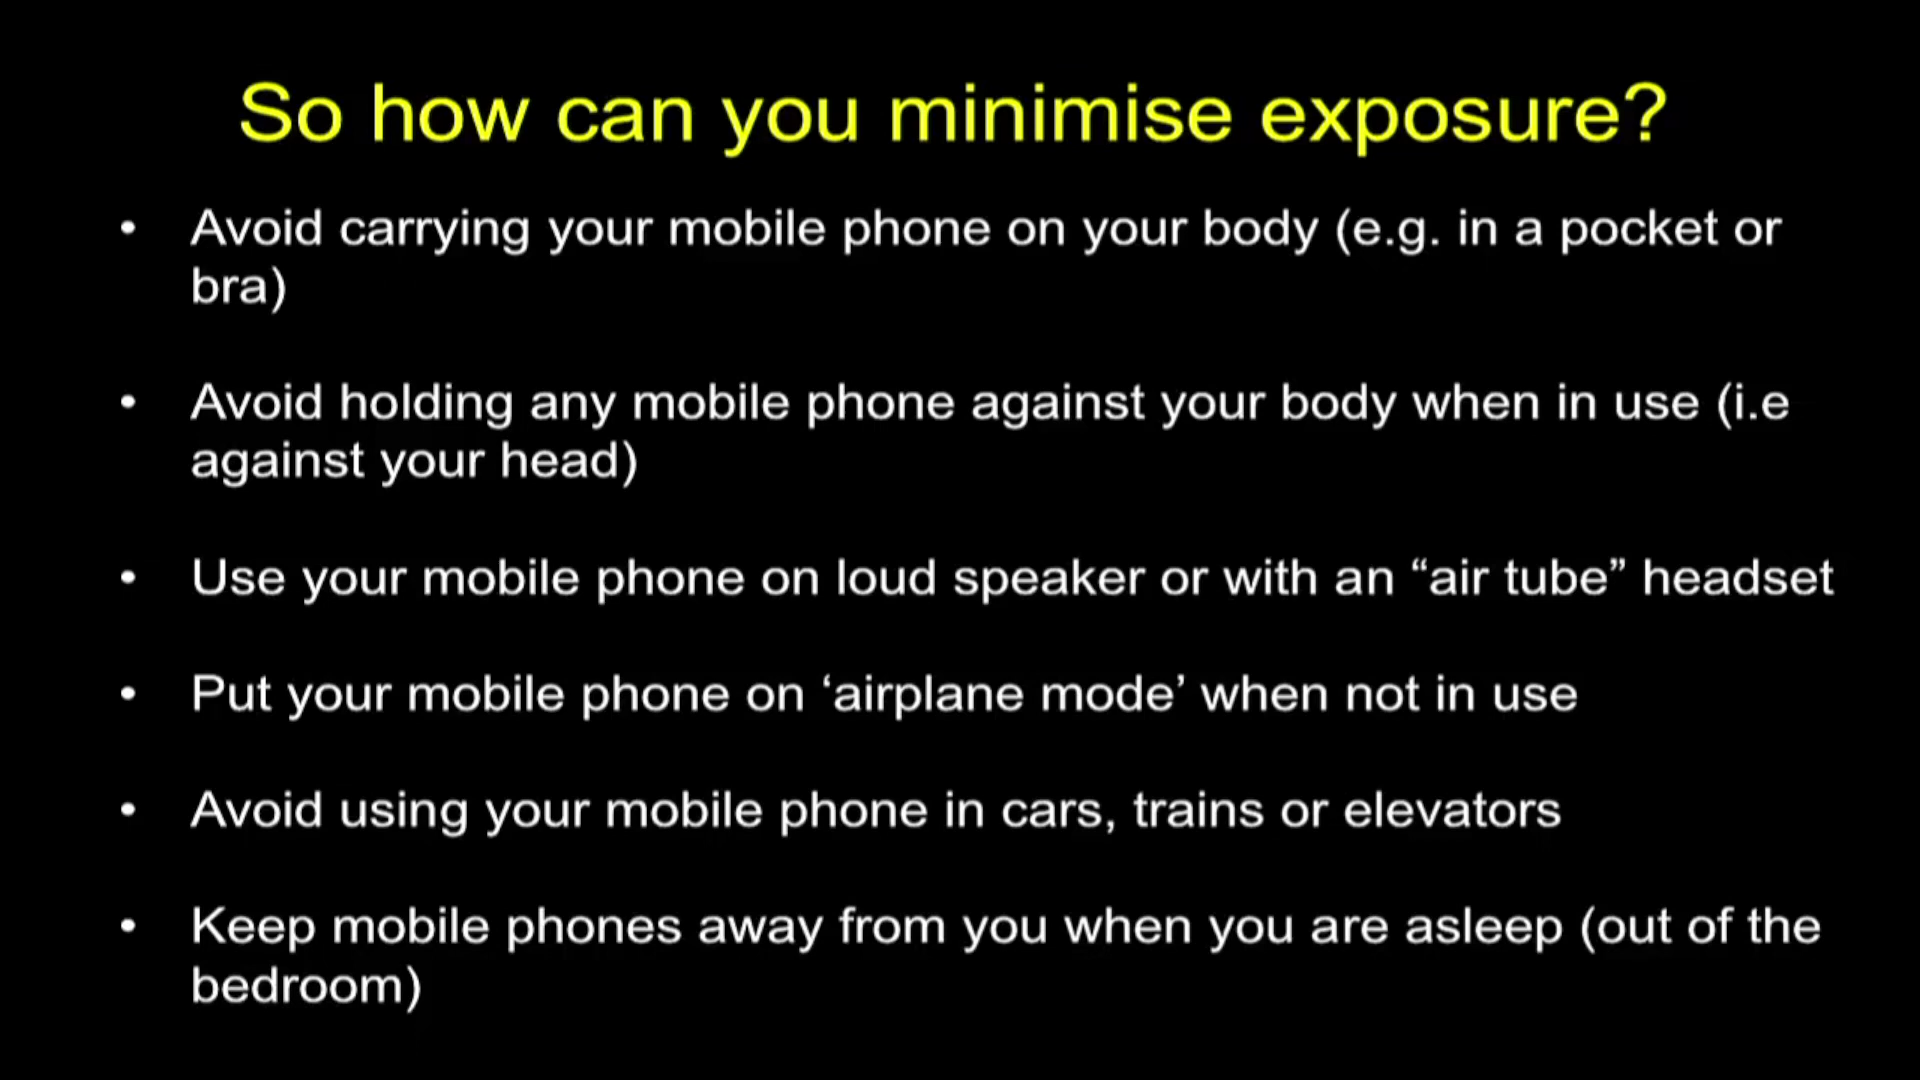 So how can you minimise exposure?
• Avoid carrying your mobile phone on your body (e.g. in a pocket or
bra)
• Avoid holding any mobile phone against your body when in use (i.e
against your head)
• Use your mobile phone on loud speaker or with an “air tube” headset
• Put your mobile phone on ‘airplane mode’ when not in use
• Avoid using your mobile phone in cars, trains or elevators
• Keep mobile phones away from you when you are asleep (out of the
bedroom)